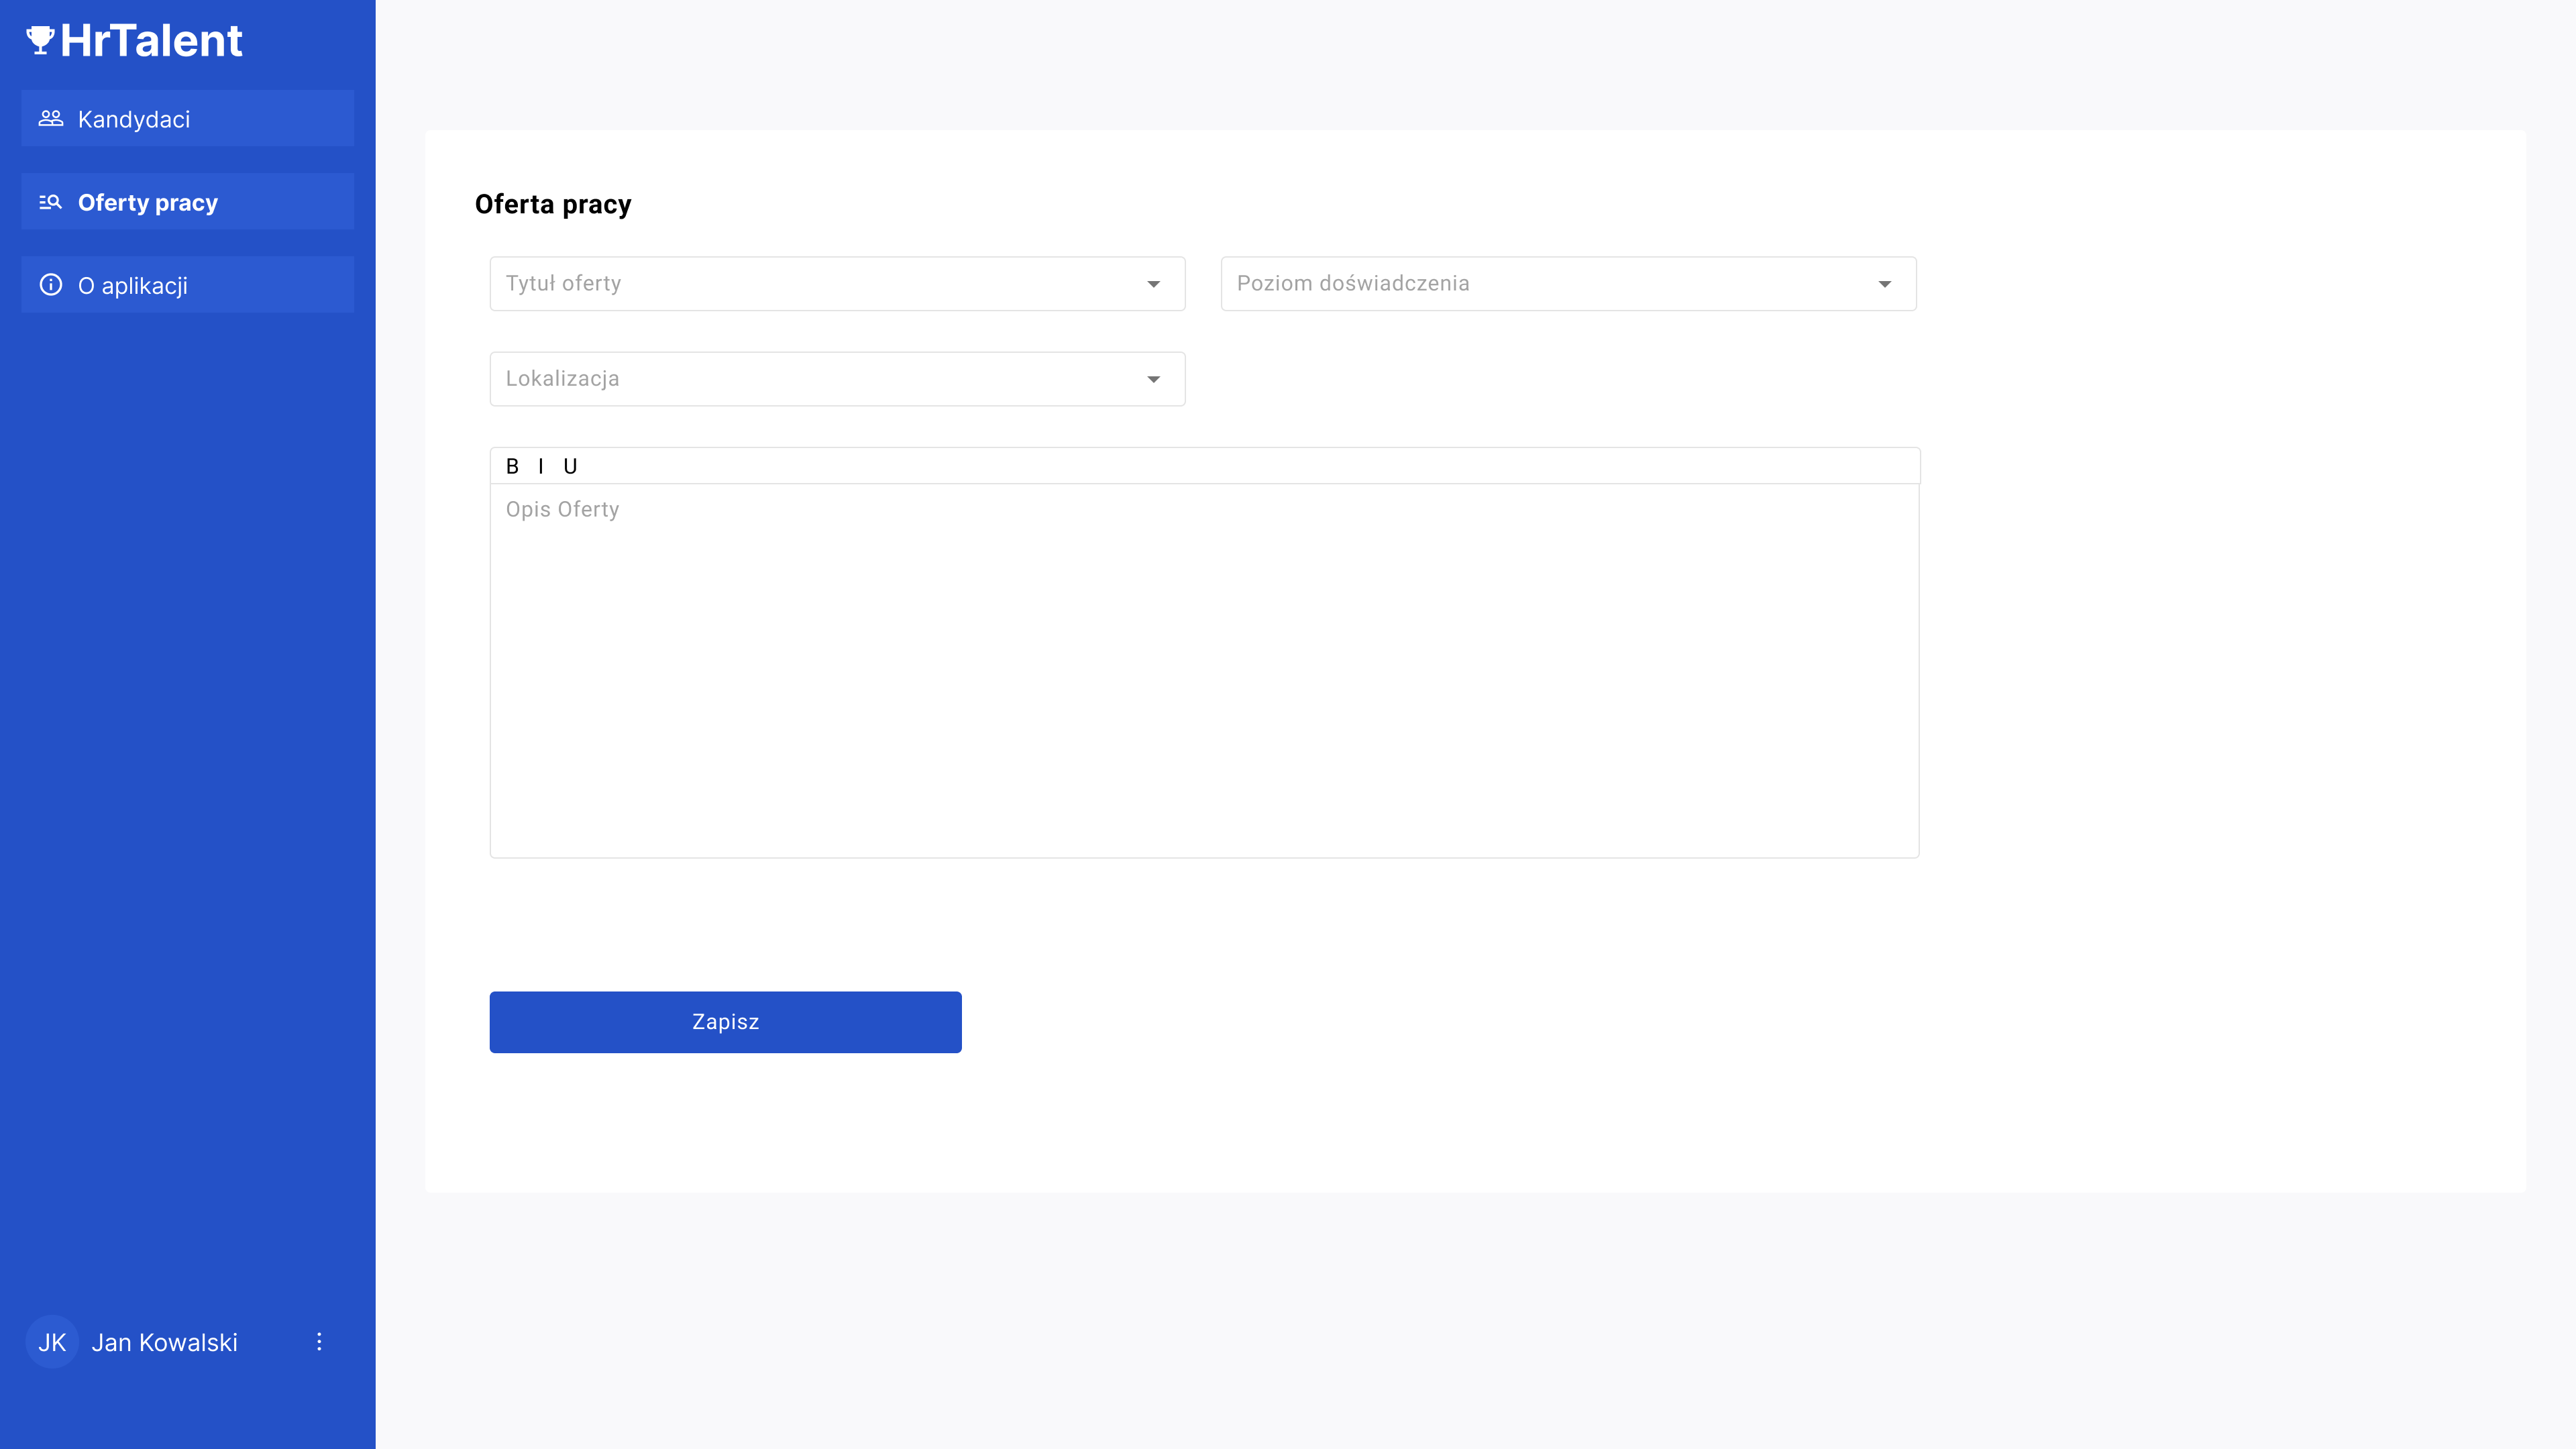 HrTalent
Kandydaci
Oferty pracy
O aplikacji
Oferta pracy
Tytuł oferty
Poziom doświadczenia
Lokalizacja
B I U
Opis Oferty
Zapisz
JK Jan Kowalski